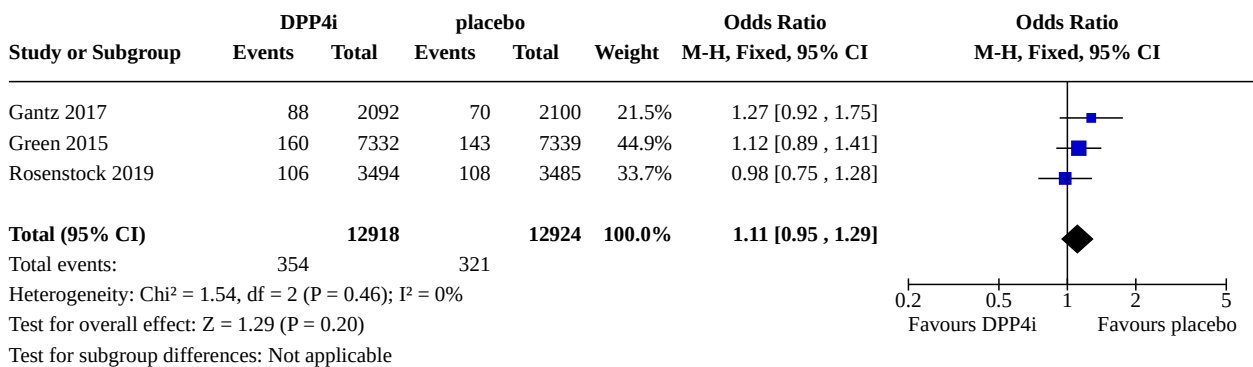 DPP4i placebo Odds Ratio Odds Ratio
Study or Subgroup Events Total Events Total Weight M-H, Fixed, 95% CI M-H, Fixed, 95% CI
Gantz 2017 88 2092 70 2100 21.5% 1.27 [0.92 , 1.75]
Green 2015 160 7332 143 7339 44.9% 1.12 [0.89 , 1.41]
Rosenstock 2019 106 3494 108 3485 33.7% 0.98 [0.75 , 1.28]
Total (95% CI) 12918 12924 100.0% 1.11 [0.95 , 1.29]
Total events: 354 321
Heterogeneity: Chi² = 1.54, df = 2 (P = 0.46); I² = 0%
0.2 0.5 1 2 5
Test for overall effect: Z = 1.29 (P = 0.20)
Favours DPP4i Favours placebo
Test for subgroup differences: Not applicable